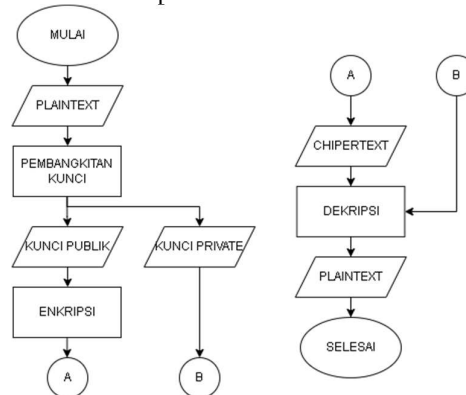 MULAI
PLAINTEXT
PEMBANGKITAN
KUNCI
KUNCI PUBLIK
KUNCI PRIVATE
ENKRIPSI
A
B
A
B
CHIPERTEXT
DEKRIPSI
PLAINTEXT
SELESAI